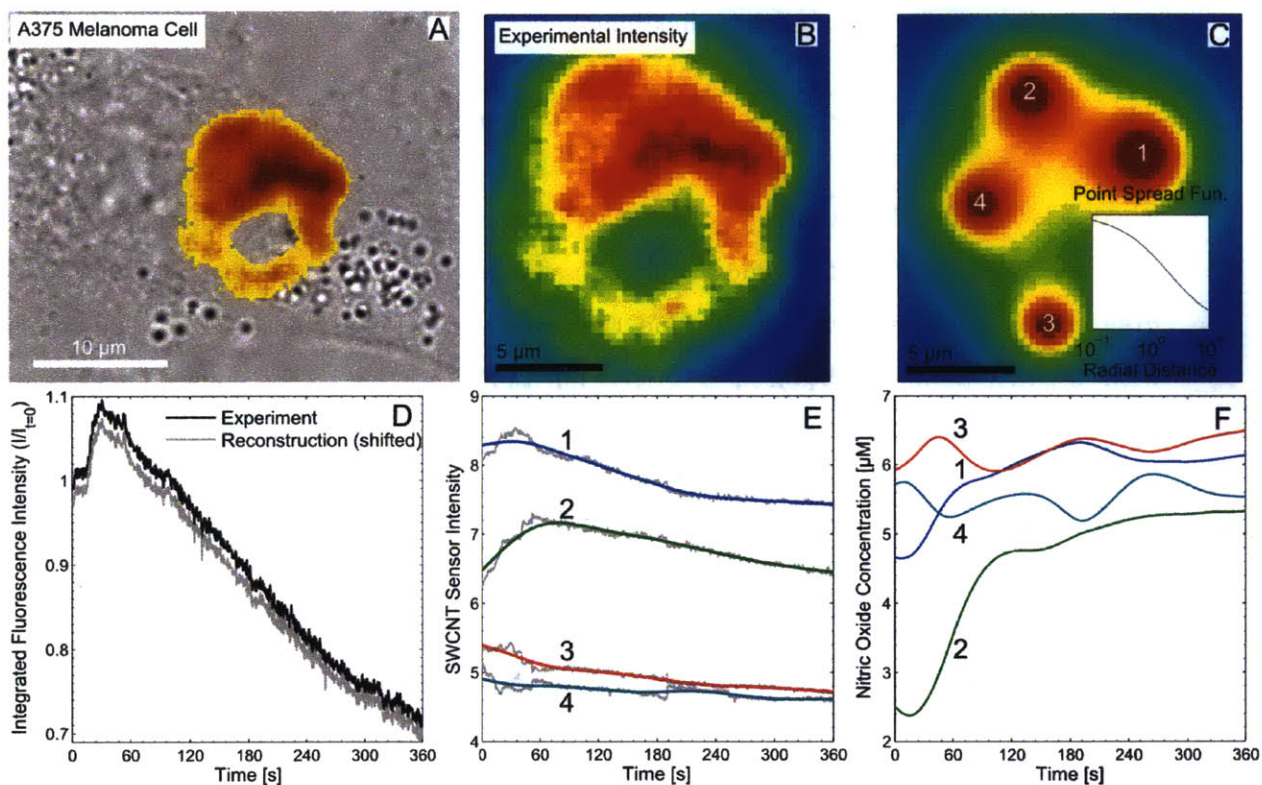 A375 Melanoma Cell
A
10 µm
Experimental Intensity
B
5 µm
C
2
1
4
3
Point Spread Fun.
10⁻¹
10⁰
10¹
Radial Distance
5 µm
D
Experiment
Reconstruction (shifted)
Integrated Fluorescence Intensity (I/I_{t=0})
1.1
1
0.9
0.8
0.7
0
60
120
180
240
300
360
Time [s]
E
SWCNT Sensor Intensity
9
8
7
6
5
4
1
2
3
4
0
60
120
180
240
300
360
Time [s]
F
Nitric Oxide Concentration [µM]
7
6
5
4
3
2
3
1
4
2
0
60
120
180
240
300
360
Time [s]